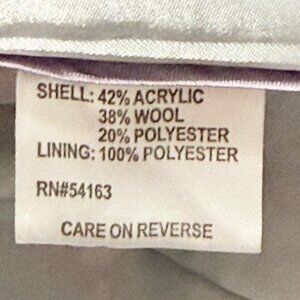 SHELL: 42% ACRYLIC
38% WOOL
20% POLYESTER
LINING: 100% POLYESTER
RN#54163
CARE ON REVERSE